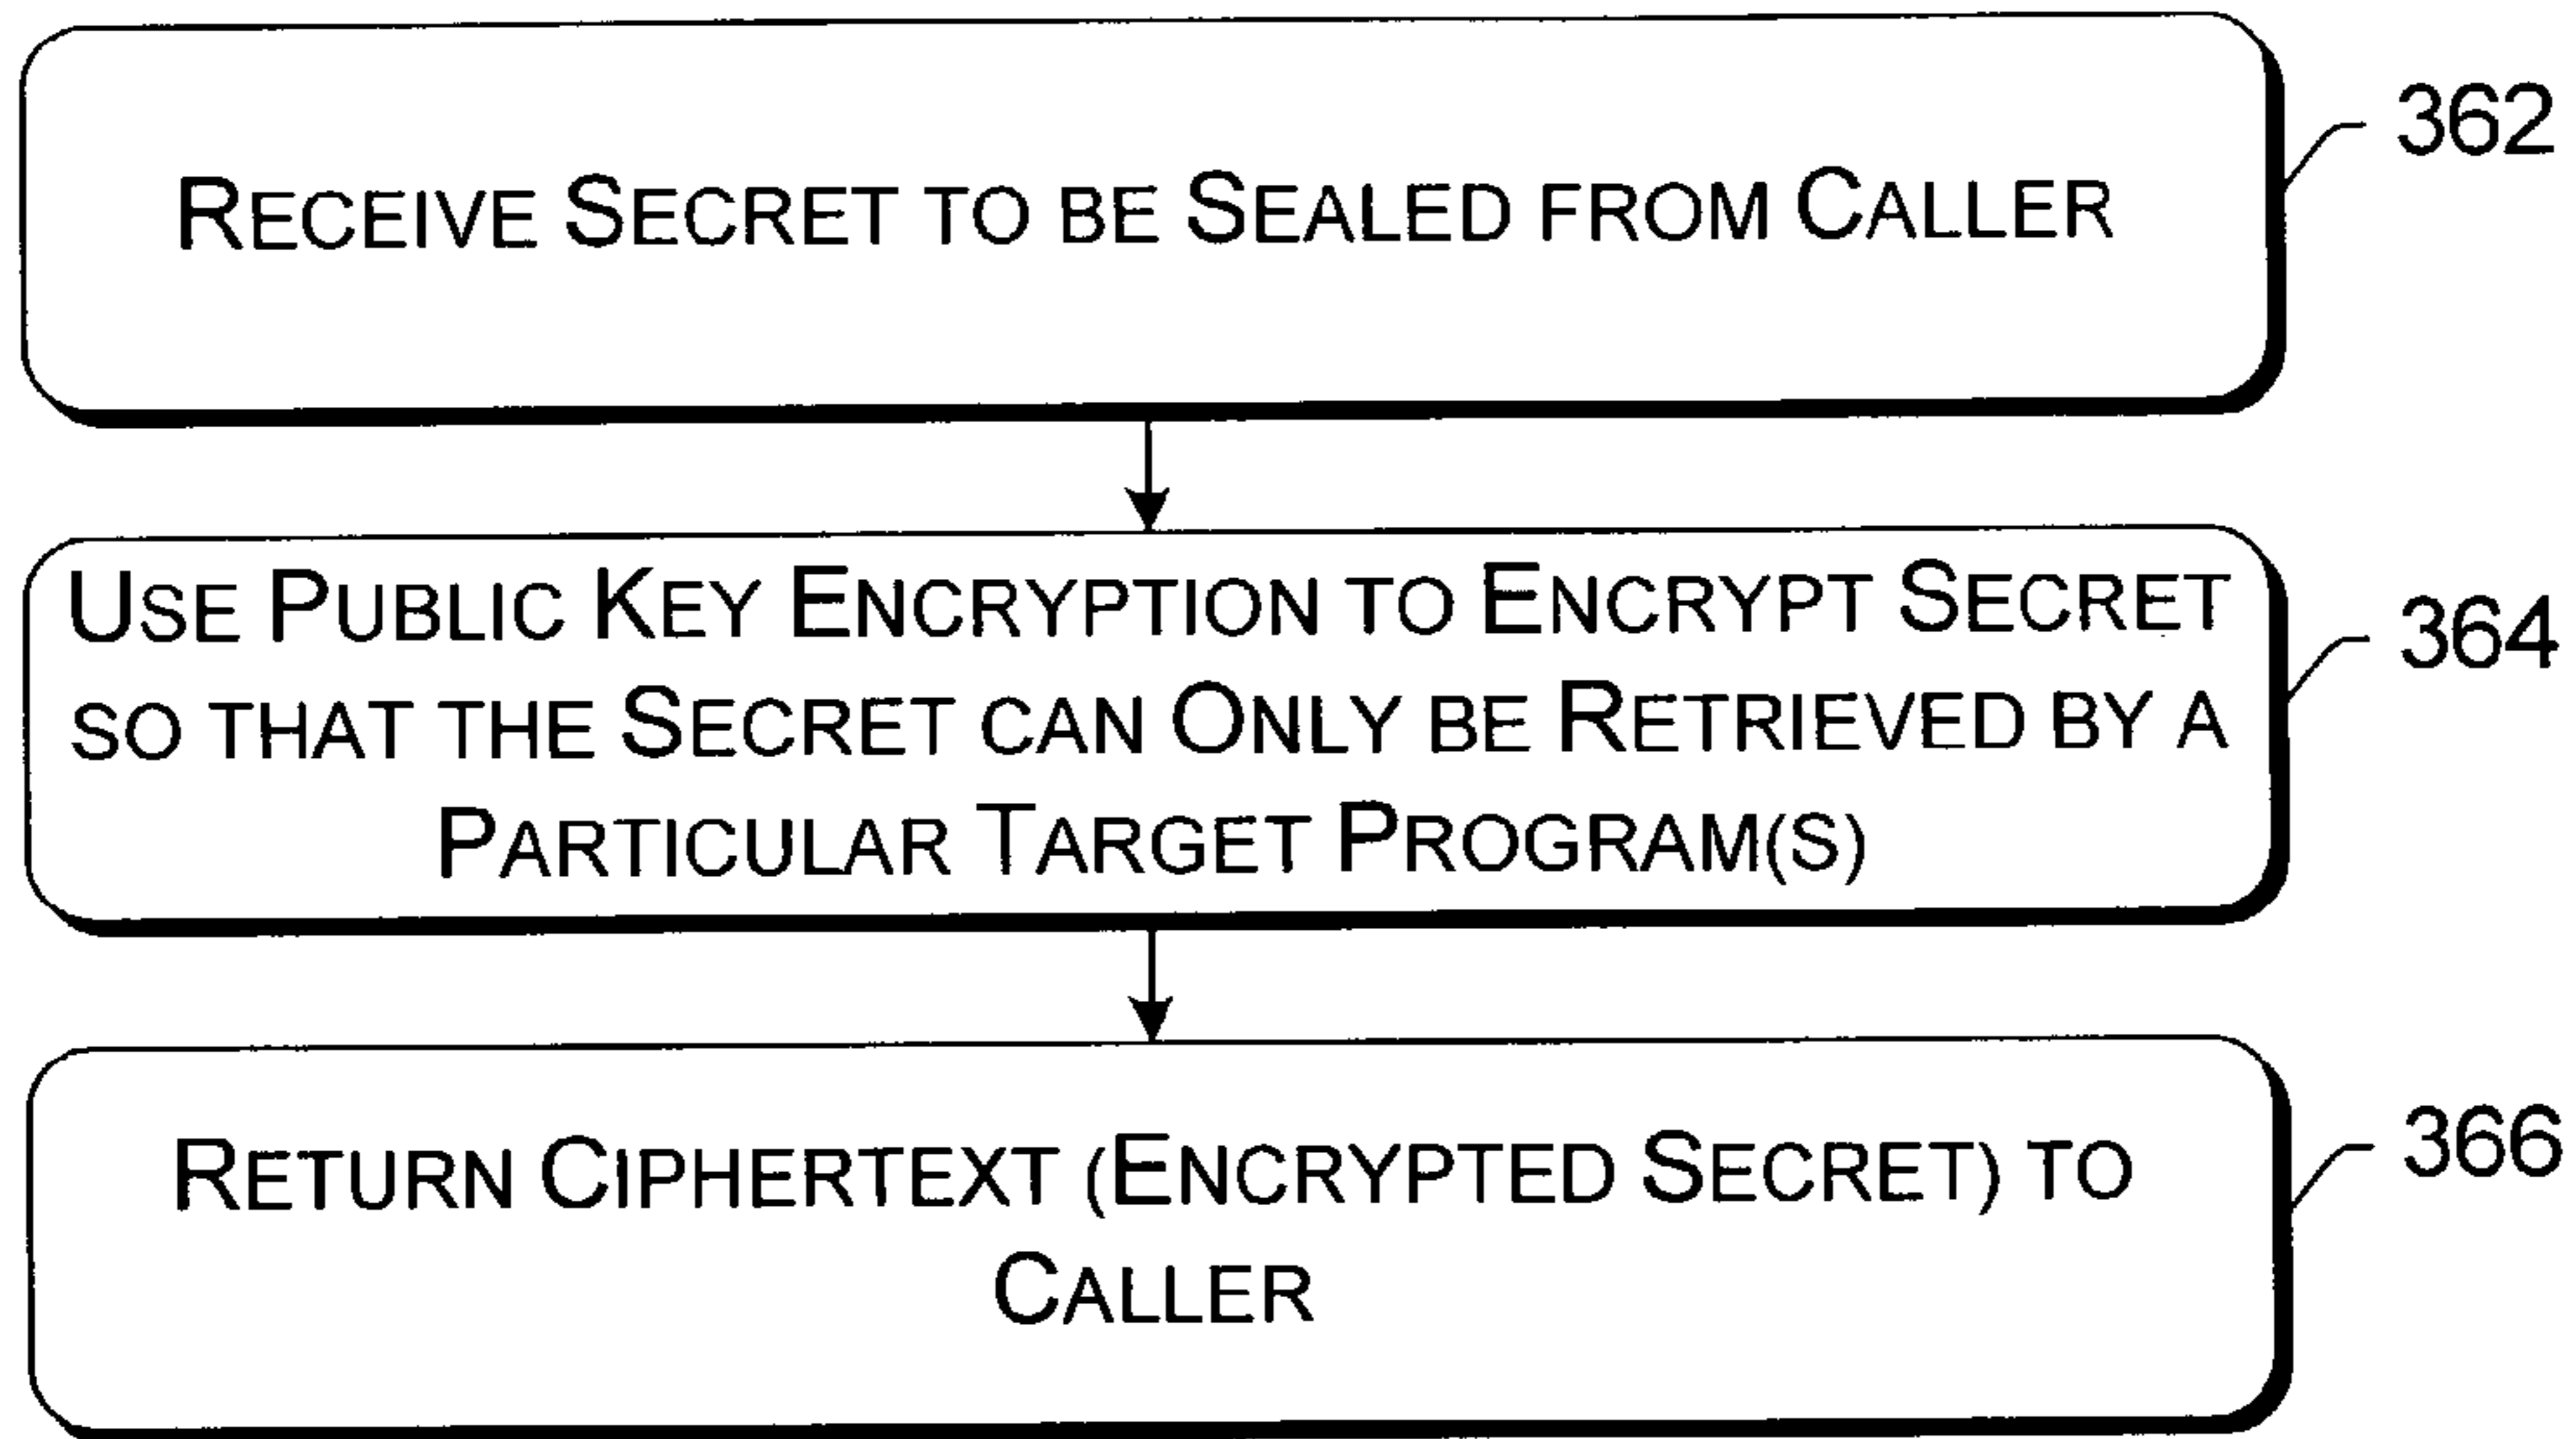 RECEIVE SECRET TO BE SEALED FROM CALLER
362
USE PUBLIC KEY ENCRYPTION TO ENCRYPT SECRET
SO THAT THE SECRET CAN ONLY BE RETRIEVED BY A
PARTICULAR TARGET PROGRAM(S)
364
RETURN CIPHERTEXT (ENCRYPTED SECRET) TO
CALLER
366